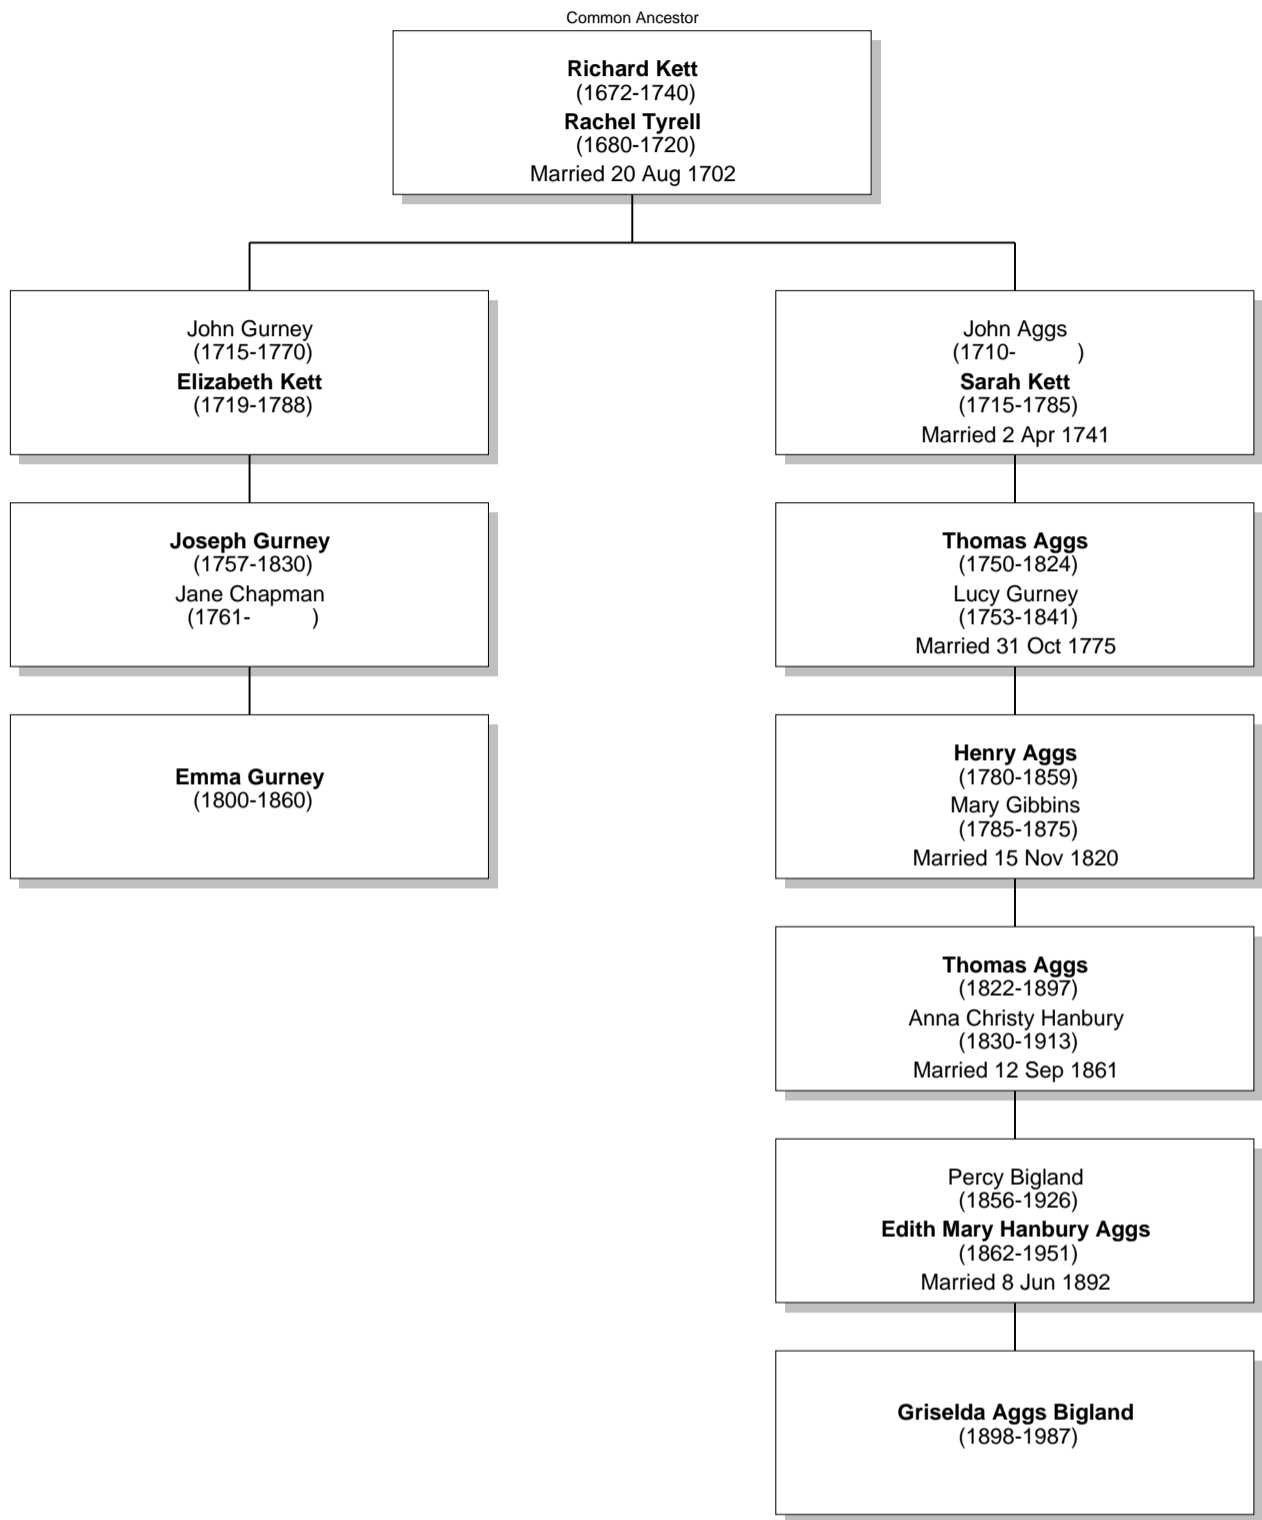 Common Ancestor
Richard Kett
(1672-1740)
Rachel Tyrell
(1680-1720)
Married 20 Aug 1702
John Gurney
(1715-1770)
Elizabeth Kett
(1719-1788)
John Aggs
(1710- )
Sarah Kett
(1715-1785)
Married 2 Apr 1741
Joseph Gurney
(1757-1830)
Jane Chapman
(1761- )
Thomas Aggs
(1750-1824)
Lucy Gurney
(1753-1841)
Married 31 Oct 1775
Emma Gurney
(1800-1860)
Henry Aggs
(1780-1859)
Mary Gibbins
(1785-1875)
Married 15 Nov 1820
Thomas Aggs
(1822-1897)
Anna Christy Hanbury
(1830-1913)
Married 12 Sep 1861
Percy Bigland
(1856-1926)
Edith Mary Hanbury Aggs
(1862-1951)
Married 8 Jun 1892
Griselda Aggs Bigland
(1898-1987)